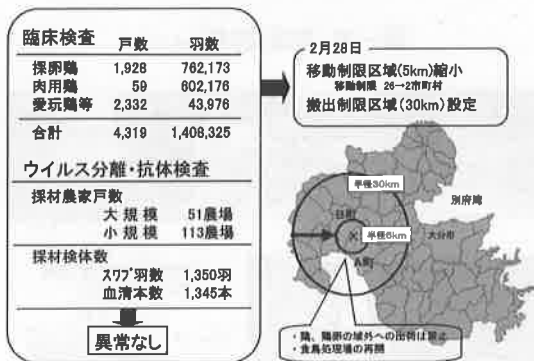 臨床検査 戸数 羽数
採卵鶏 1,928 762,173
肉用鶏 59 602,176
愛玩鶏等 2,332 43,976
合計 4,319 1,408,325
ウイルス分離・抗体検査
採材農家戸数
大規模 51農場
小規模 113農場
採材検体数
スワブ羽数 1,350羽
血清本数 1,345本
異常なし
2月28日
移動制限区域(5km)縮小
移動制限 26→2市町村
搬出制限区域(30km)設定
半径30km
別府湾
B町
半径5km
大分市
A町
・鶏、鶏卵の域外への出荷は禁止
・食鳥処理場の再開